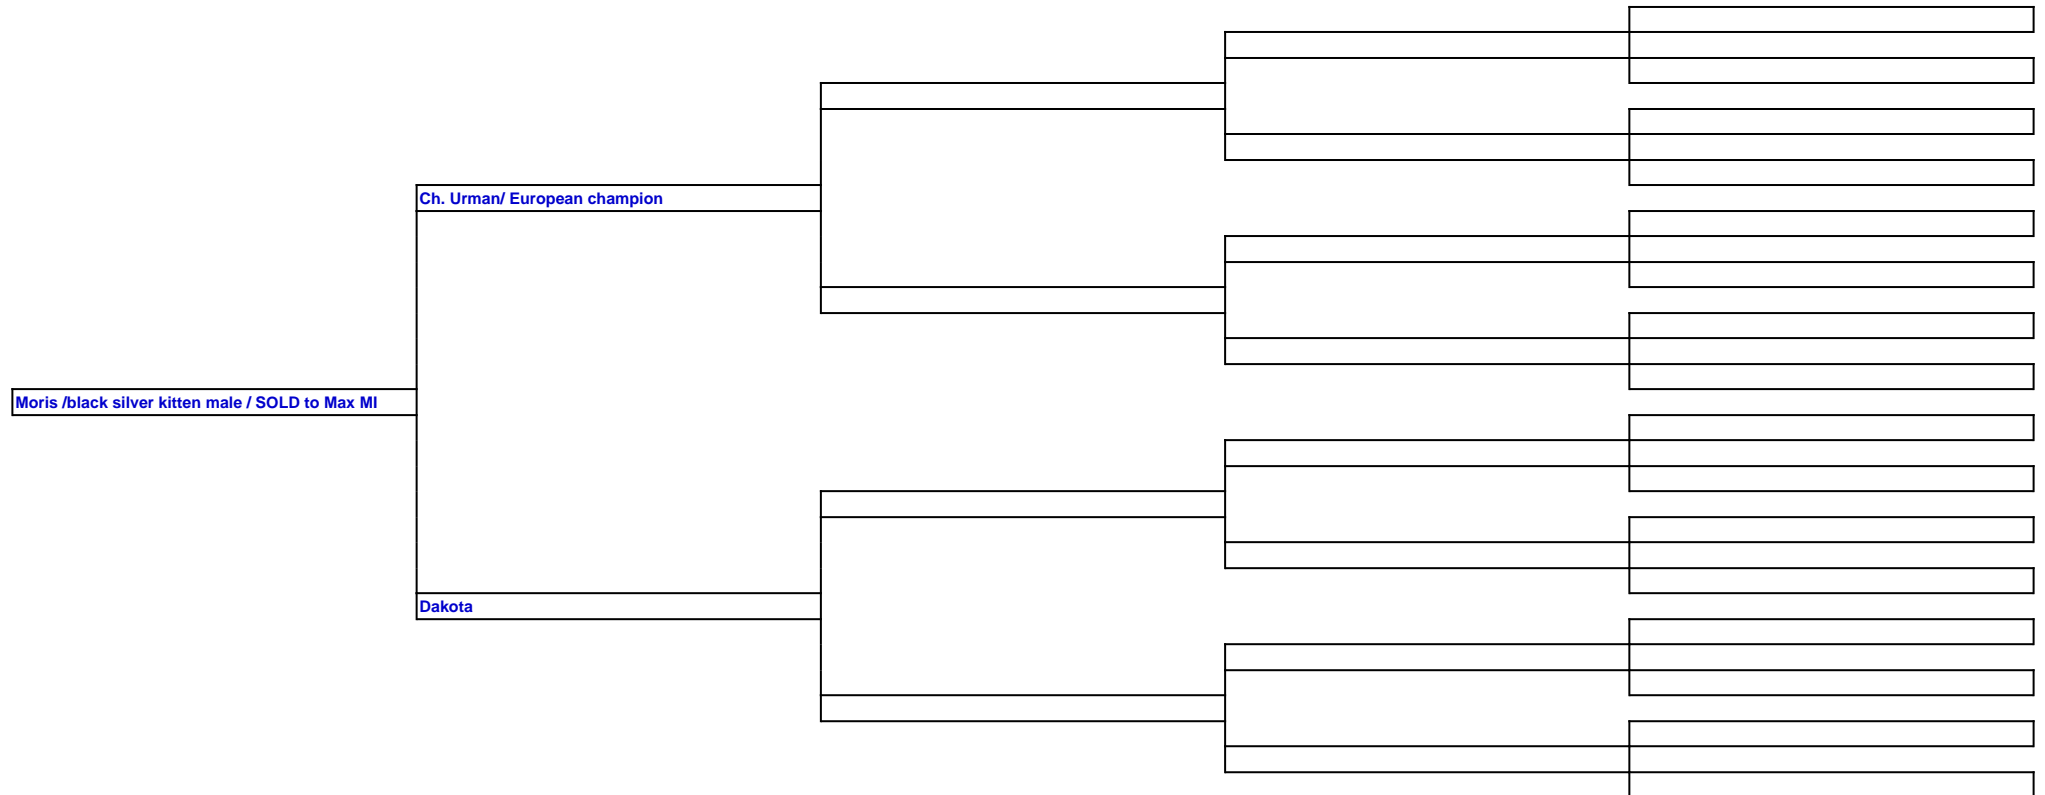 Ch. Urman/ European champion
Moris /black silver kitten male / SOLD to Max MI
Dakota